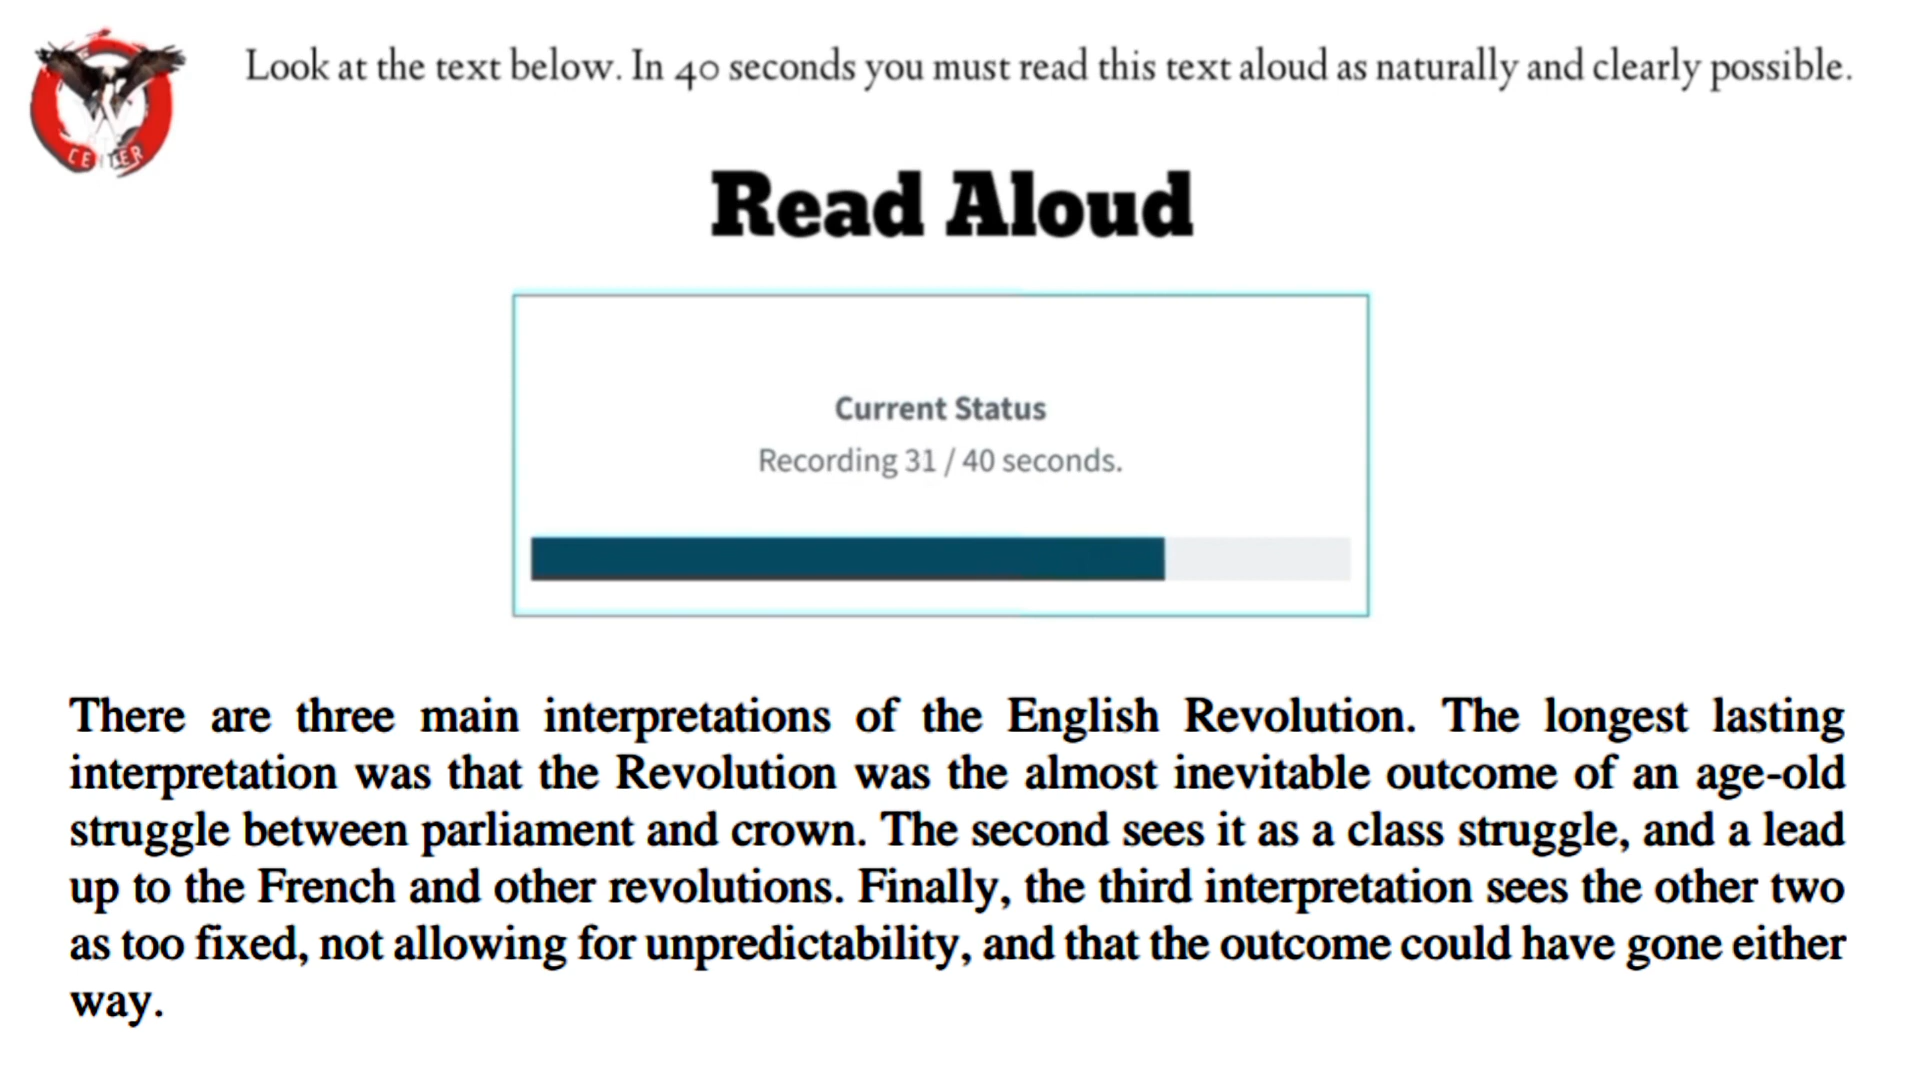 Look at the text below. In 40 seconds you must read this text aloud as naturally and clearly possible.
CENTER
Read Aloud
Current Status
Recording 31 / 40 seconds.
There are three main interpretations of the English Revolution. The longest lasting
interpretation was that the Revolution was the almost inevitable outcome of an age-old
struggle between parliament and crown. The second sees it as a class struggle, and a lead
up to the French and other revolutions. Finally, the third interpretation sees the other two
as too fixed, not allowing for unpredictability, and that the outcome could have gone either
way.